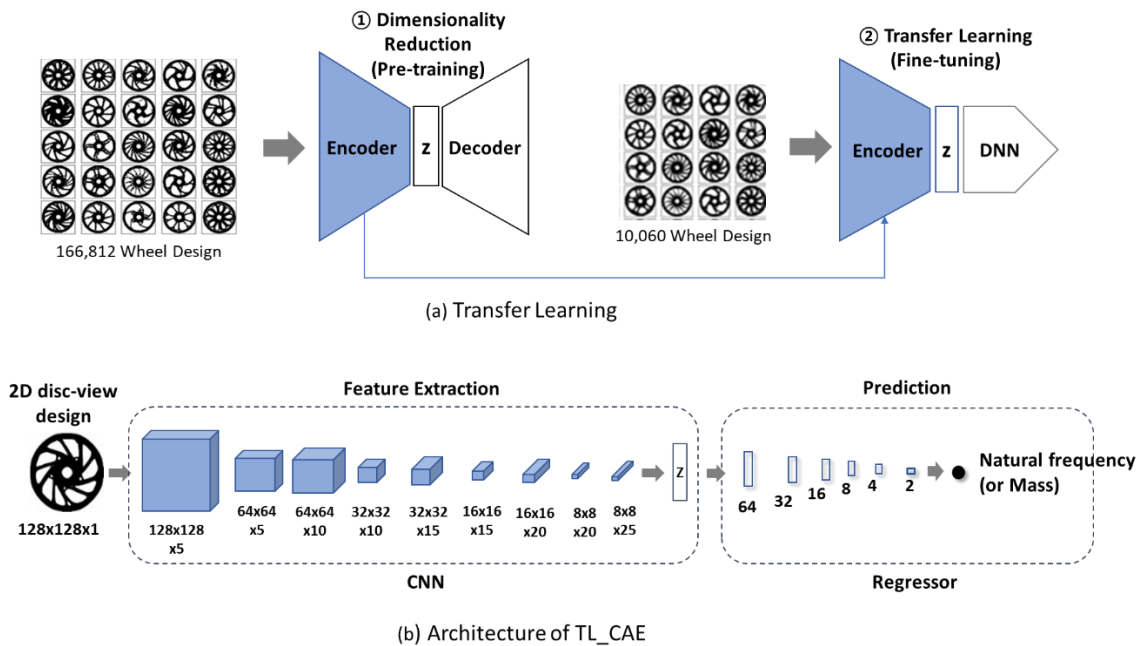 ① Dimensionality
Reduction
(Pre-training)
Encoder
z
Decoder
166,812 Wheel Design
② Transfer Learning
(Fine-tuning)
Encoder
z
DNN
10,060 Wheel Design
(a) Transfer Learning
2D disc-view
design
128x128x1
Feature Extraction
128x128
x5
64x64
x5
64x64
x10
32x32
x10
32x32
x15
16x16
x15
16x16
x20
8x8
x20
8x8
x25
z
CNN
Prediction
64
32
16
8
4
2
Natural frequency
(or Mass)
Regressor
(b) Architecture of TL_CAE